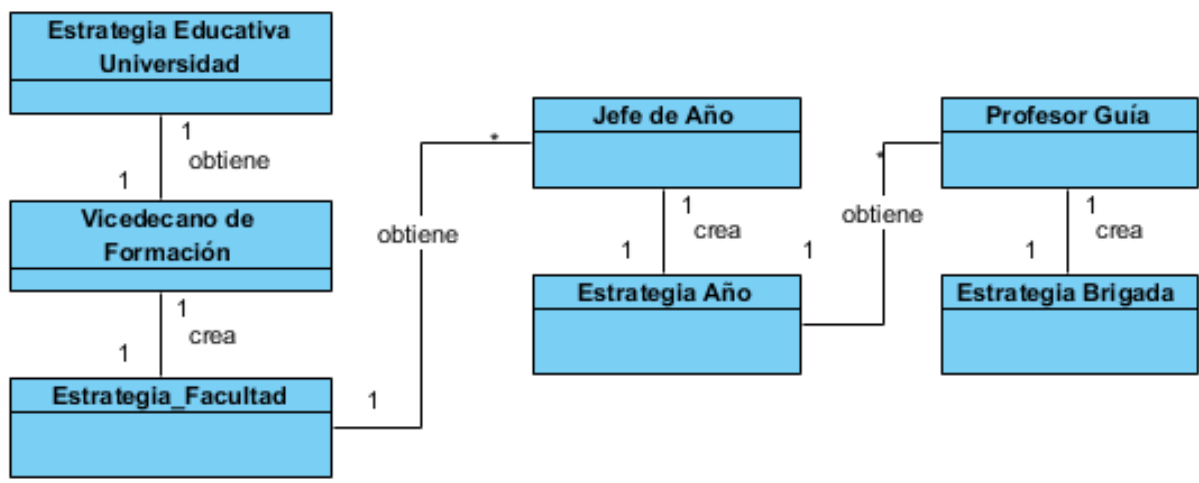 Estrategia Educativa
Universidad
1
obtiene
1
Vicedecano de
Formación
1
crea
1
Estrategia_Facultad
1
obtiene
*
Jefe de Año
1
crea
1
Estrategia Año
1
obtiene
*
Profesor Guía
1
crea
1
Estrategia Brigada